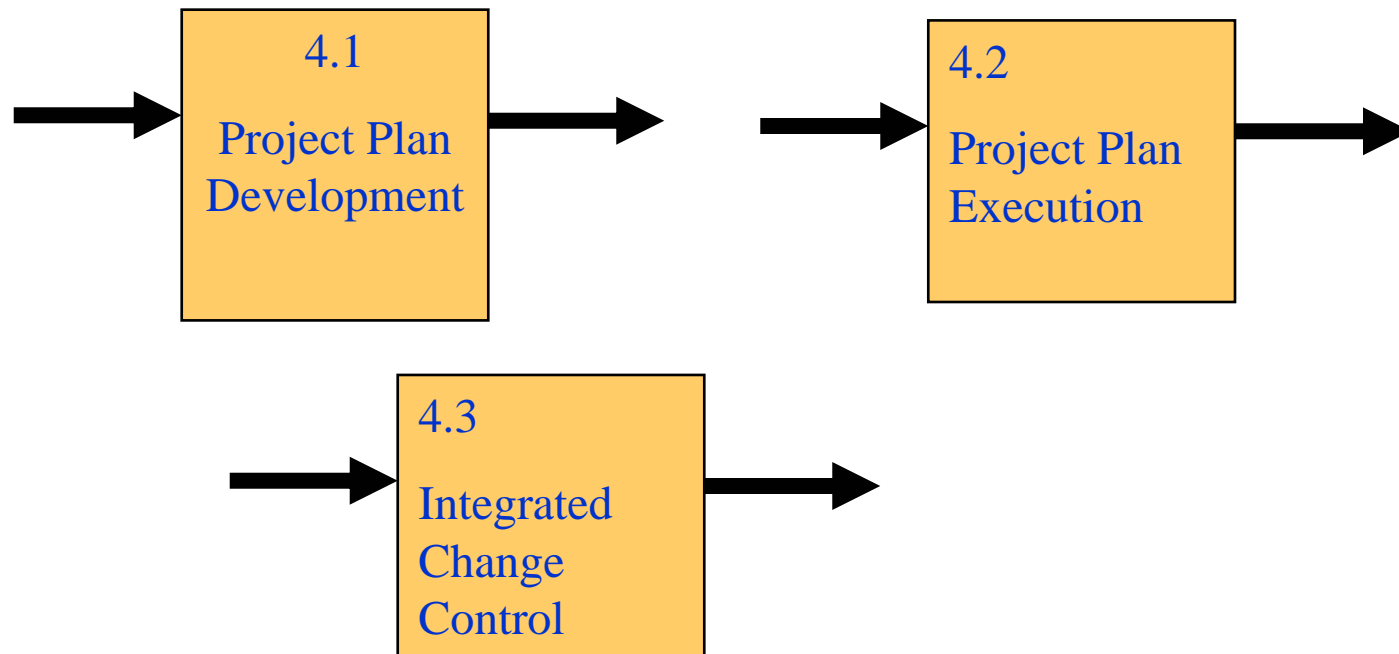 4.1
Project Plan
Development
4.2
Project Plan
Execution
4.3
Integrated
Change
Control